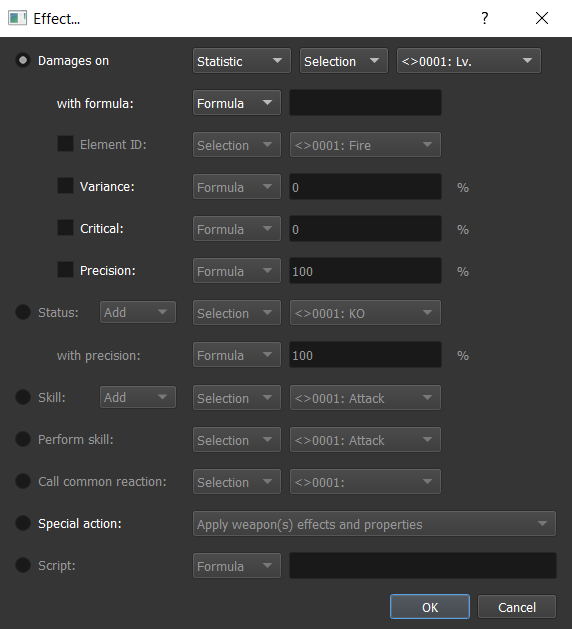 Effect...
Damages on Statistic Selection <>0001: Lv.
with formula: Formula
Element ID: Selection <>0001: Fire
Variance: Formula 0 %
Critical: Formula 0 %
Precision: Formula 100 %
Status: Add Selection <>0001: KO
with precision: Formula 100 %
Skill: Add Selection <>0001: Attack
Perform skill: Selection <>0001: Attack
Call common reaction: Selection <>0001:
Special action: Apply weapon(s) effects and properties
Script: Formula
OK Cancel